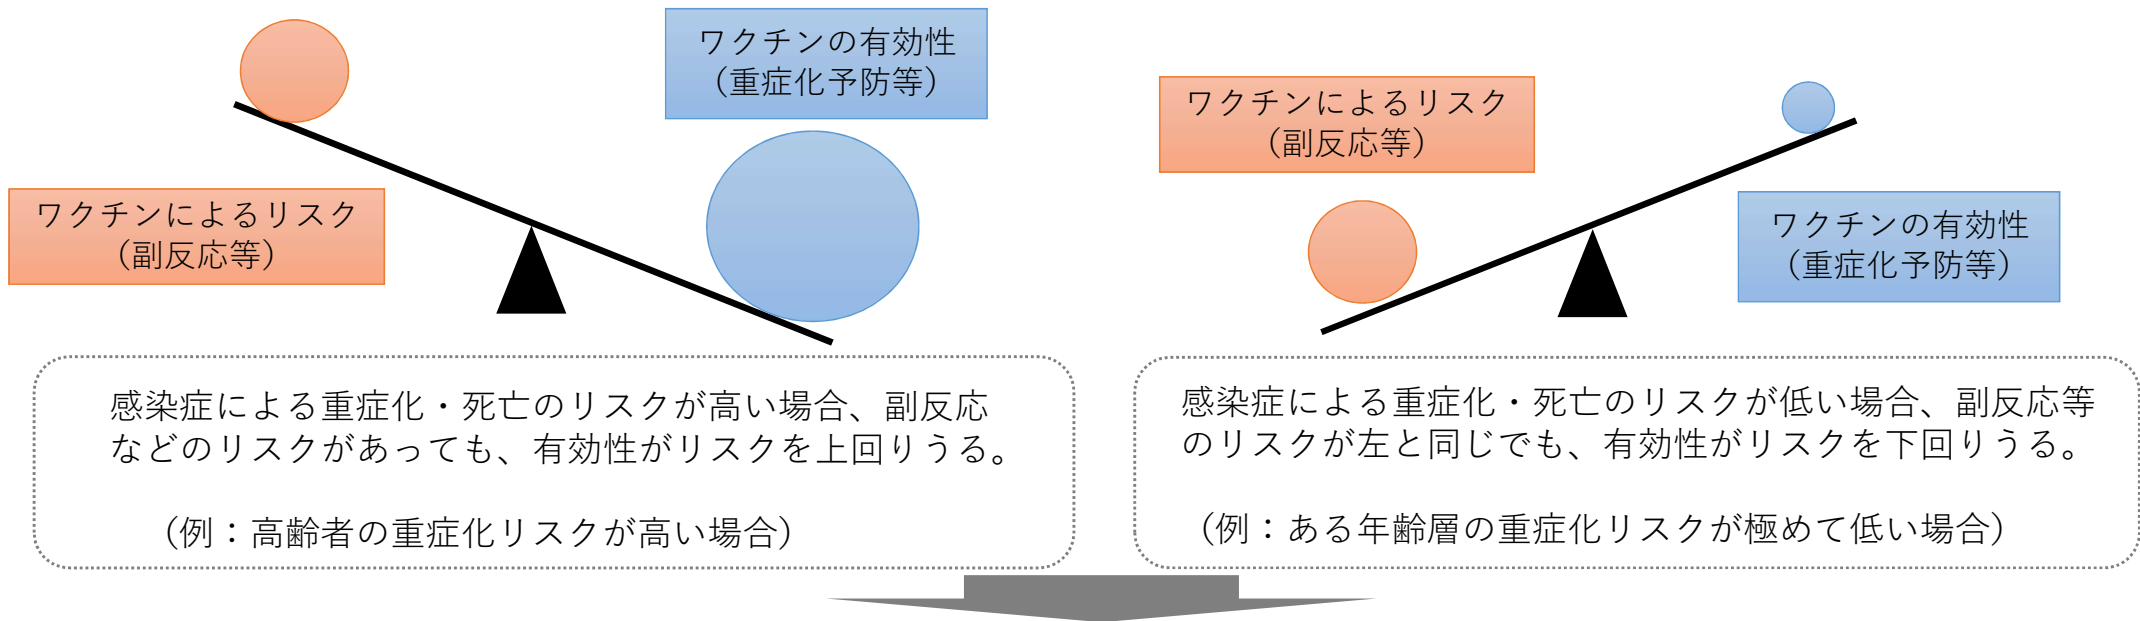 ワクチンの有効性
（重症化予防等）
ワクチンによるリスク
（副反応等）
感染症による重症化・死亡のリスクが高い場合、副反応
などのリスクがあっても、有効性がリスクを上回りうる。
（例：高齢者の重症化リスクが高い場合）
ワクチンによるリスク
（副反応等）
ワクチンの有効性
（重症化予防等）
感染症による重症化・死亡のリスクが低い場合、副反応等
のリスクが左と同じでも、有効性がリスクを下回りうる。
（例：ある年齢層の重症化リスクが極めて低い場合）